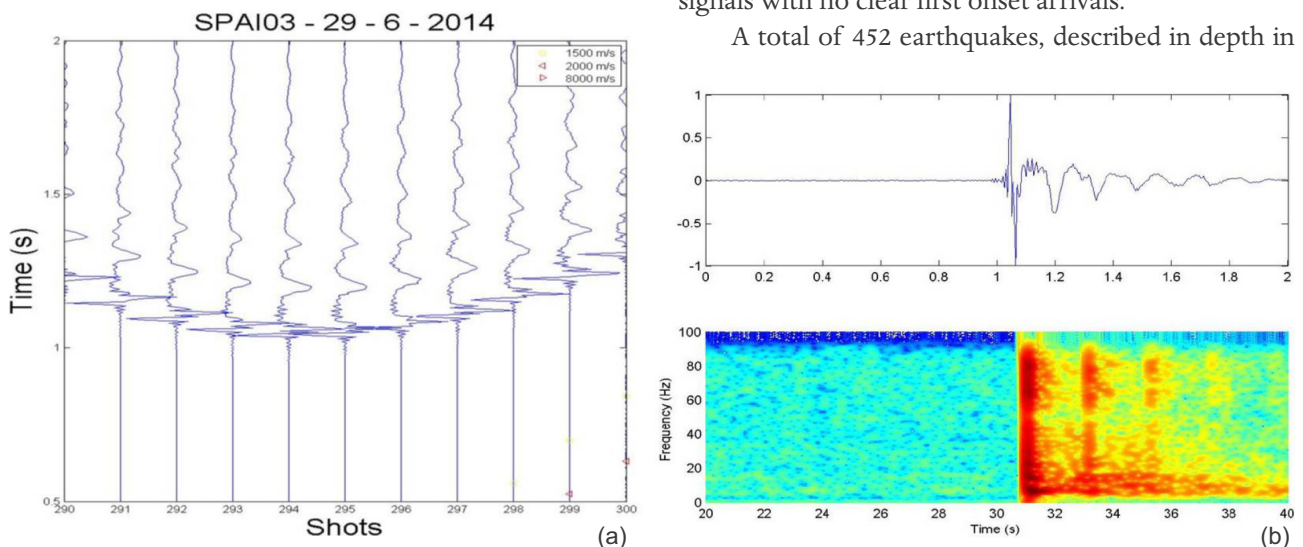 signals with no clear first onset arrivals.
A total of 452 earthquakes, described in depth in
SPAI03 - 29 - 6 - 2014
1500 m/s
2000 m/s
8000 m/s
2
1.5
1
0.5
Time (s)
290 291 292 293 294 295 296 297 298 299 300
Shots
(a)
1
0.5
0
-0.5
-1
0 0.2 0.4 0.6 0.8 1 1.2 1.4 1.6 1.8 2
100
80
60
40
20
0
Frequency (Hz)
20 22 24 26 28 30 32 34 36 38 40
Time (s)
(b)